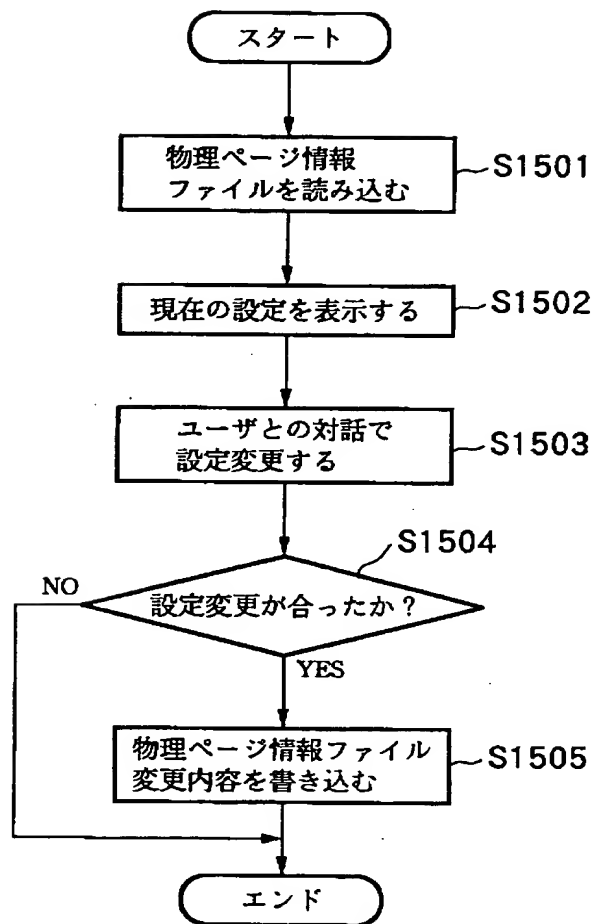 スタート
物理ページ情報
ファイルを読み込む
S1501
現在の設定を表示する
S1502
ユーザとの対話で
設定変更する
S1503
S1504
NO
設定変更が合ったか？
YES
物理ページ情報ファイル
変更内容を書き込む
S1505
エンド